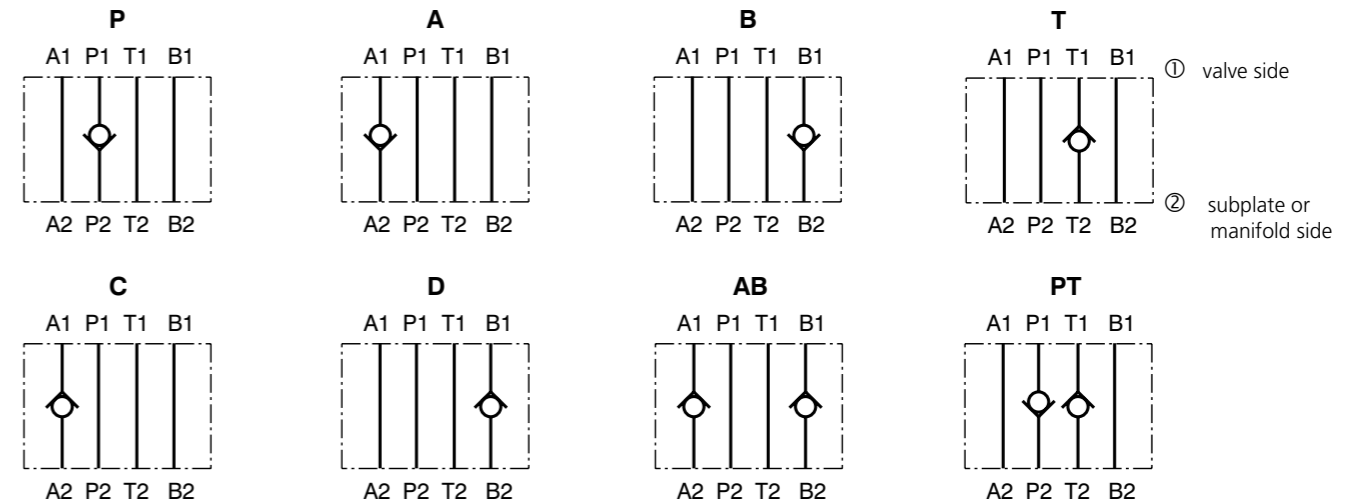 P A B T
A1 P1 T1 B1 A1 P1 T1 B1 A1 P1 T1 B1 A1 P1 T1 B1
① valve side
A2 P2 T2 B2 A2 P2 T2 B2 A2 P2 T2 B2 A2 P2 T2 B2
② subplate or
manifold side
C D AB PT
A1 P1 T1 B1 A1 P1 T1 B1 A1 P1 T1 B1 A1 P1 T1 B1
A2 P2 T2 B2 A2 P2 T2 B2 A2 P2 T2 B2 A2 P2 T2 B2